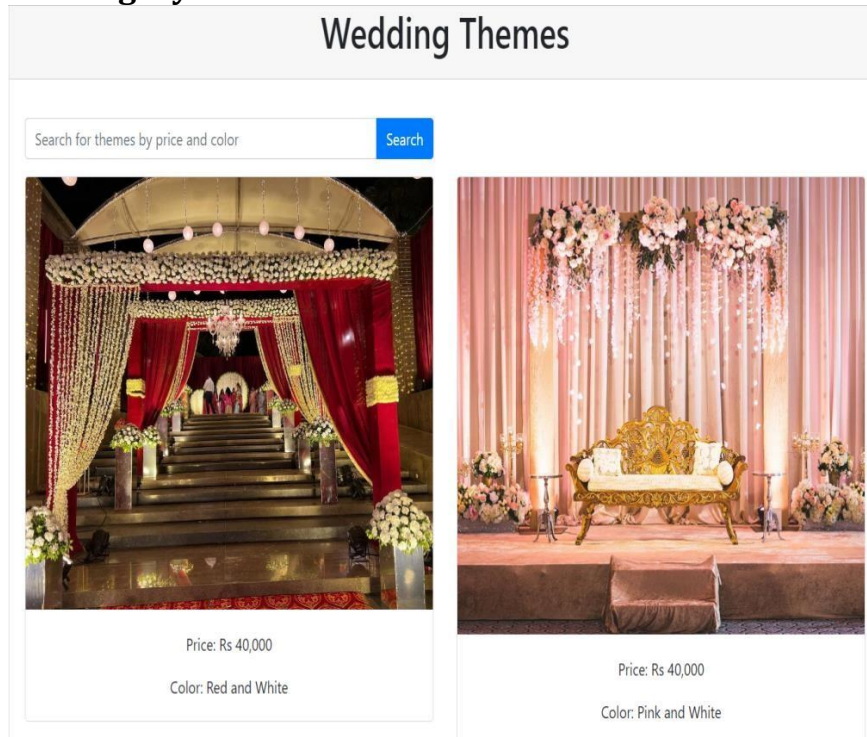 Wedding Themes
Search for themes by price and color
Search
Price: Rs 40,000
Color: Red and White
Price: Rs 40,000
Color: Pink and White